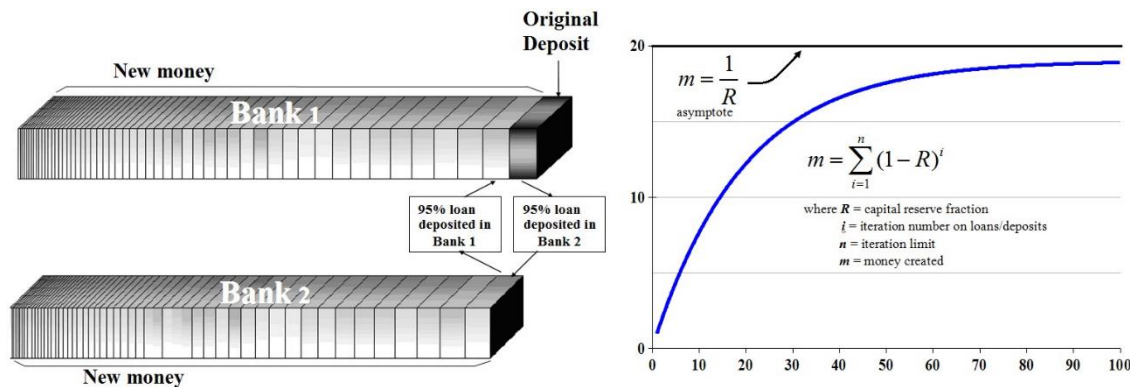 Original
Deposit
New money
Bank 1
95% loan
deposited in
Bank 1
95% loan
deposited in
Bank 2
Bank 2
New money
20
10
0
0 10 20 30 40 50 60 70 80 90 100
m = 1/R
asymptote
m = \sum_{i=1}^{n} (1 − R)^i
where R = capital reserve fraction
i = iteration number on loans/deposits
n = iteration limit
m = money created